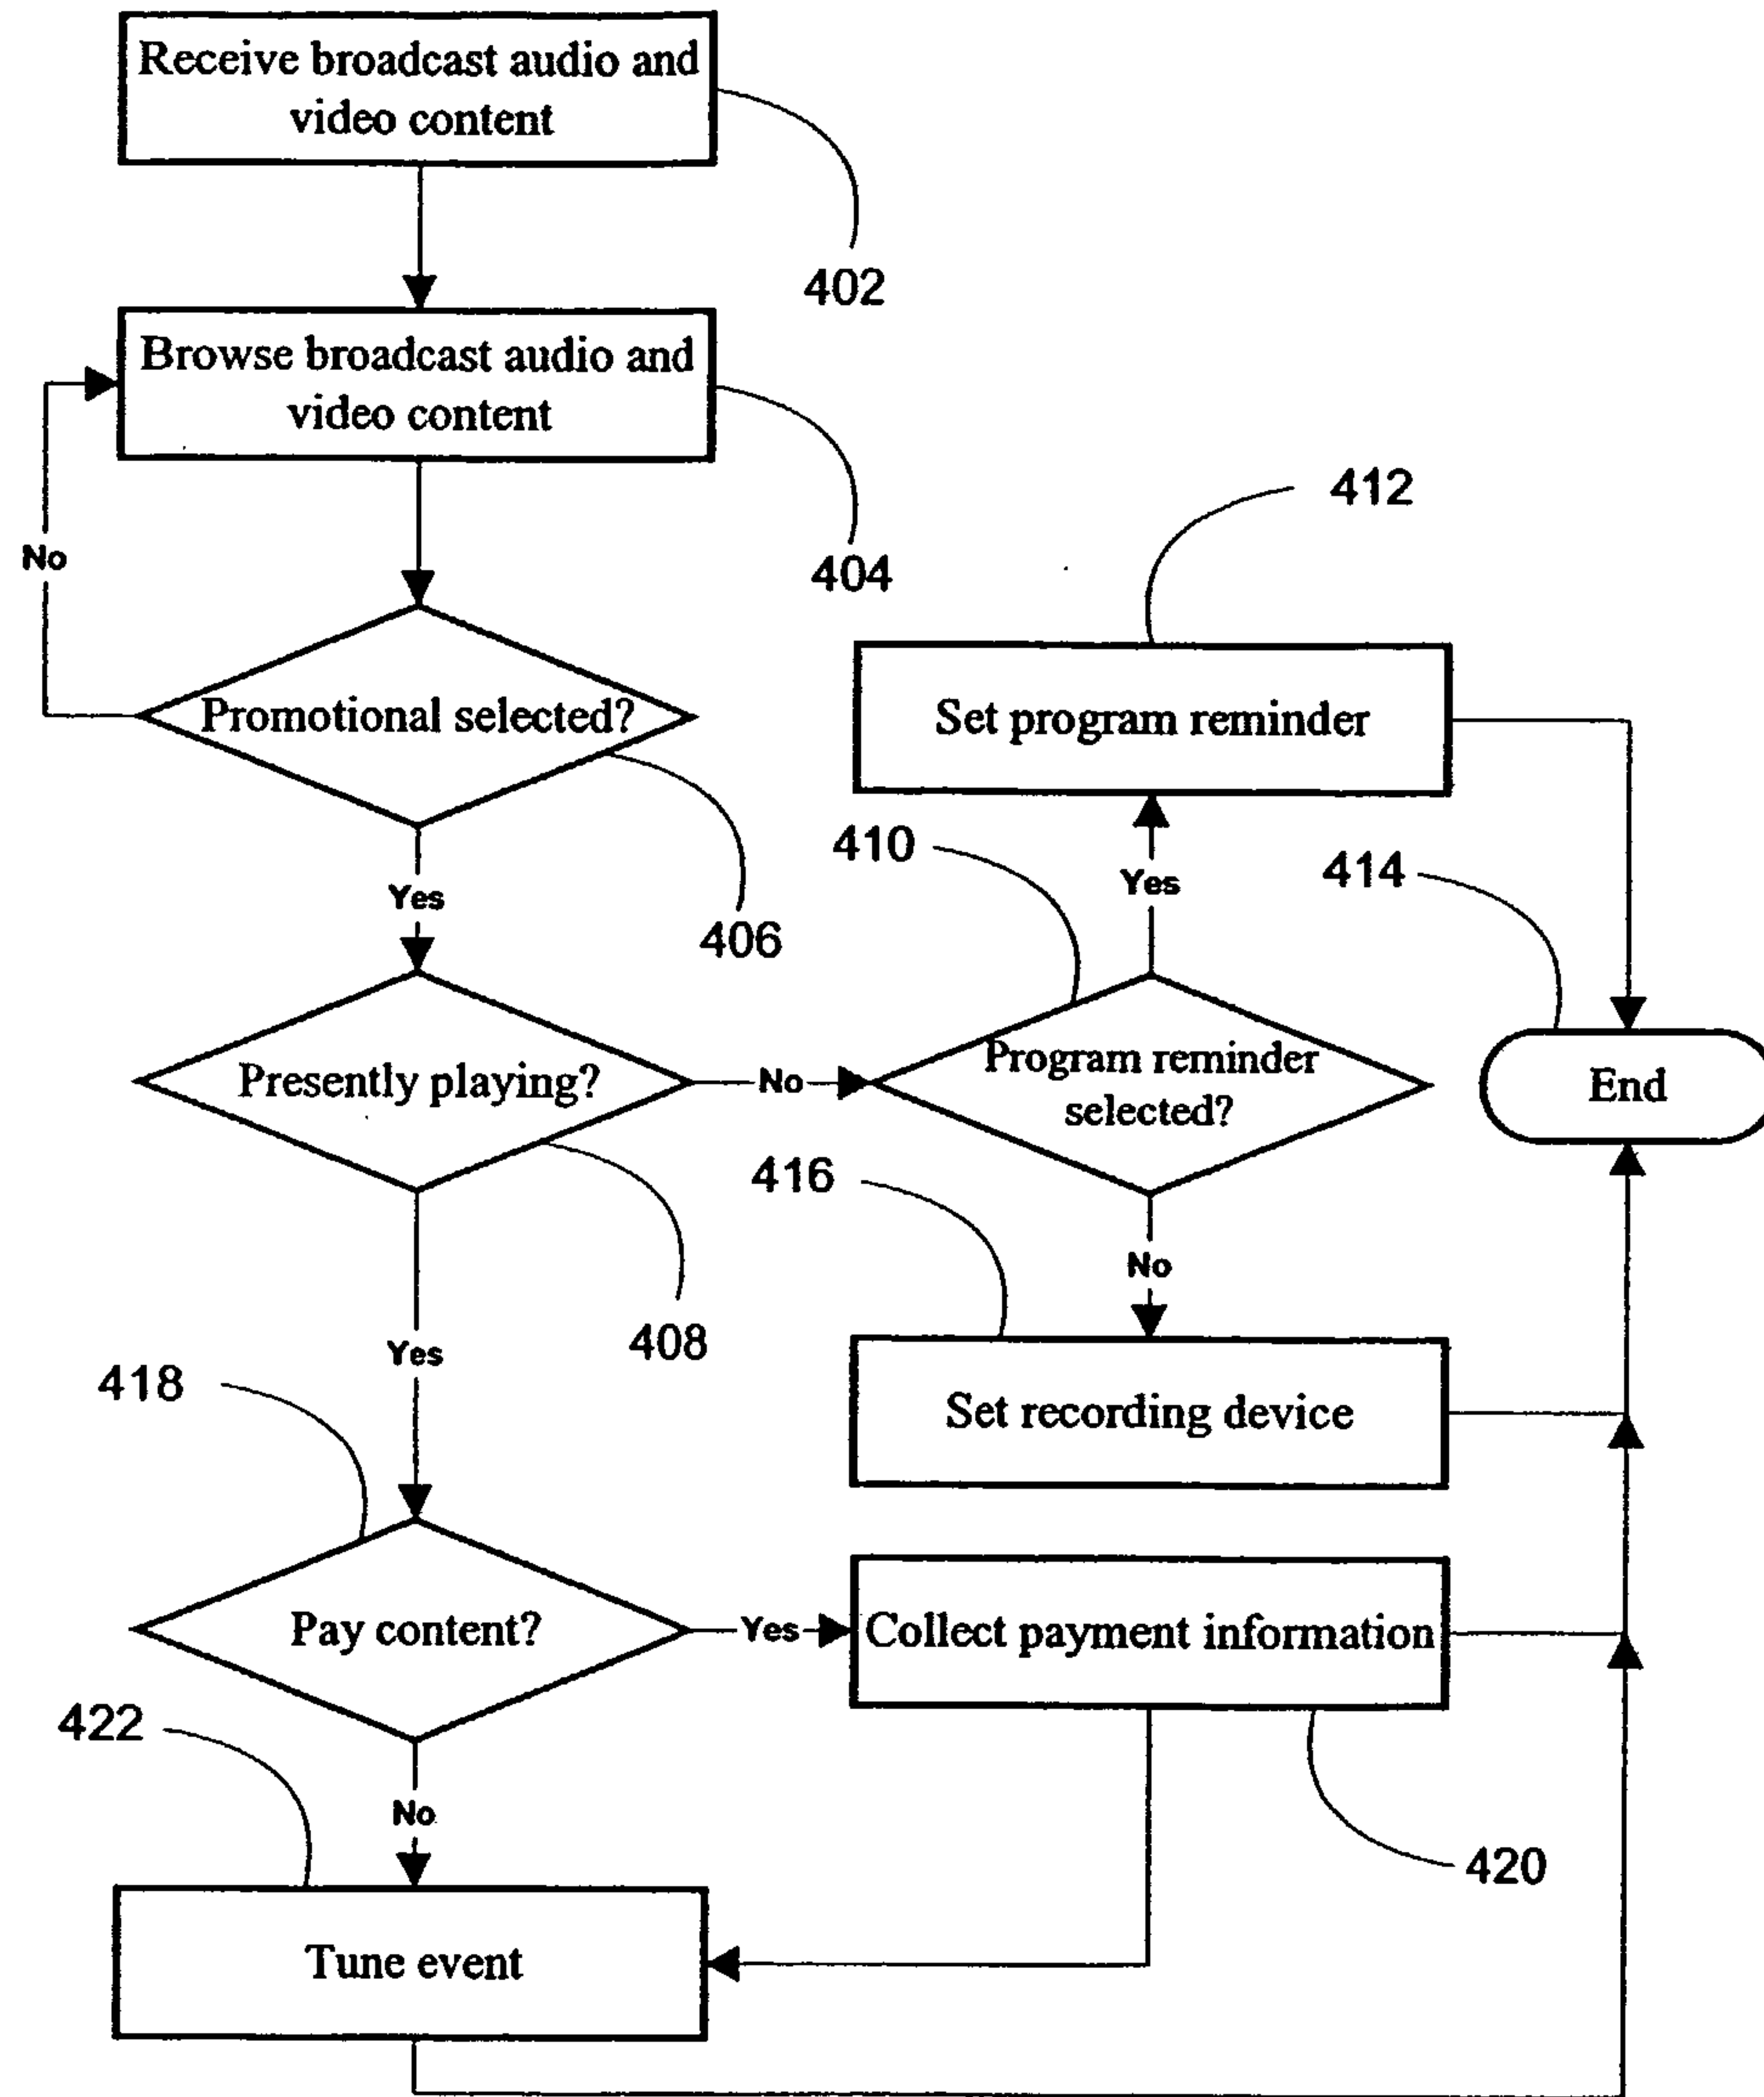 Receive broadcast audio and
video content
402
Browse broadcast audio and
video content
404
No
Promotional selected?
406
Yes
412
Set program reminder
410
Yes
414
Presently playing?
408
No
Program reminder
selected?
End
416
No
Set recording device
Yes
418
Pay content?
Yes
Collect payment information
420
422
No
Tune event